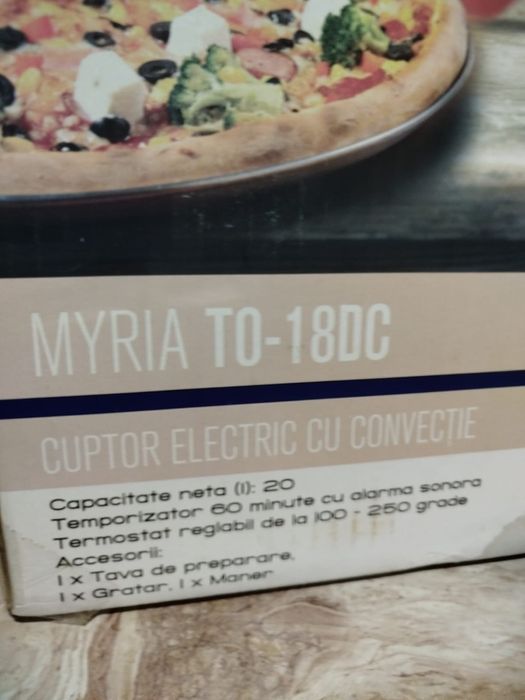 MYRIA TO-18DC
CUPTOR ELECTRIC CU CONVECȚIE
Capacitate neta (l): 20
Temporizator 60 minute cu alarma sonora
Termostat reglabil de la 100 - 250 grade
Accesorii:
1 x Tava de preparare,
1 x Gratar, 1 x Maner